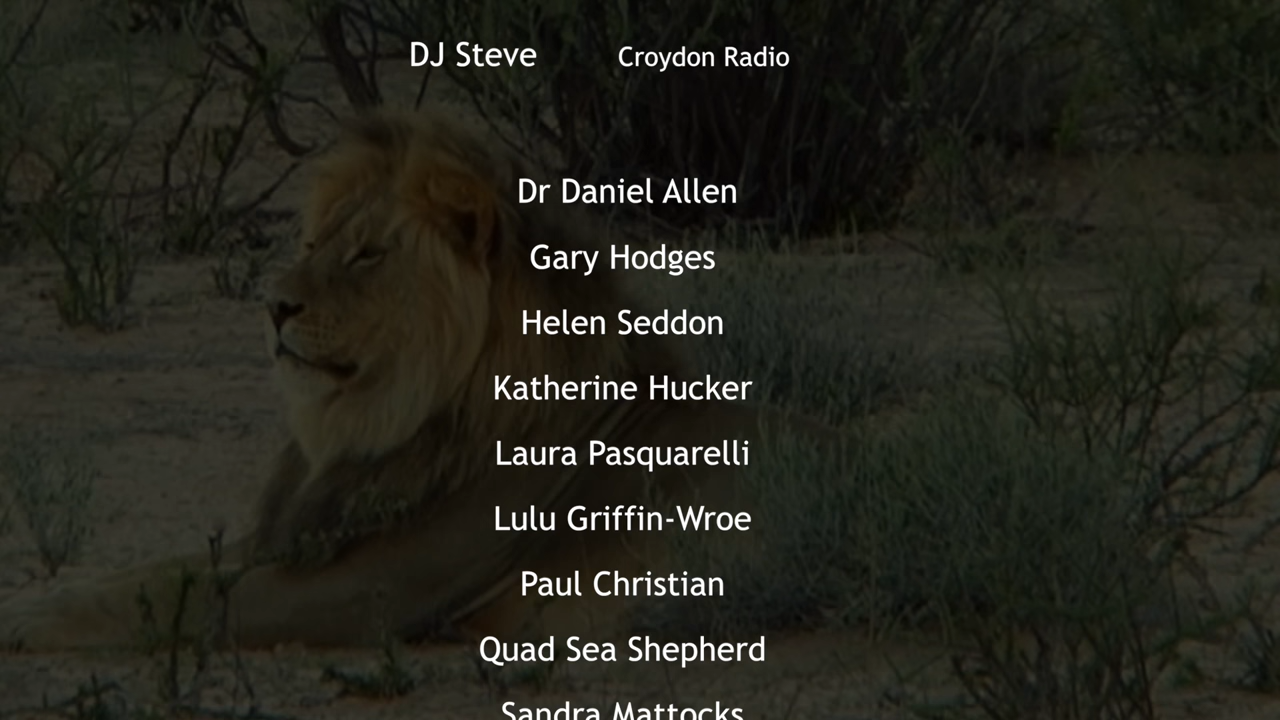 DJ Steve Croydon Radio
Dr Daniel Allen
Gary Hodges
Helen Seddon
Katherine Hucker
Laura Pasquarelli
Lulu Griffin-Wroe
Paul Christian
Quad Sea Shepherd
Sandra Mattocks